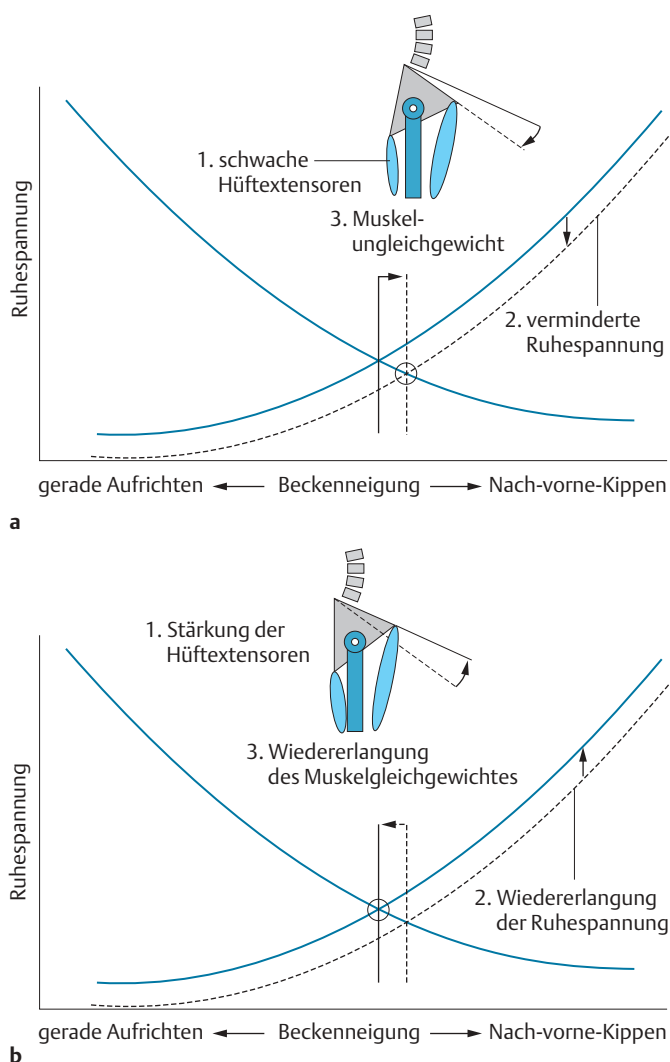 1. schwache
Hüftextensoren
3. Muskel-
ungleichgewicht
2. verminderte
Ruhespannung
Ruhespannung
gerade Aufrichten
Beckenneigung
Nach-vorne-Kippen
a
1. Stärkung der
Hüftextensoren
3. Wiedererlangung
des Muskelgleichgewichtes
2. Wiedererlangung
der Ruhespannung
Ruhespannung
gerade Aufrichten
Beckenneigung
Nach-vorne-Kippen
b